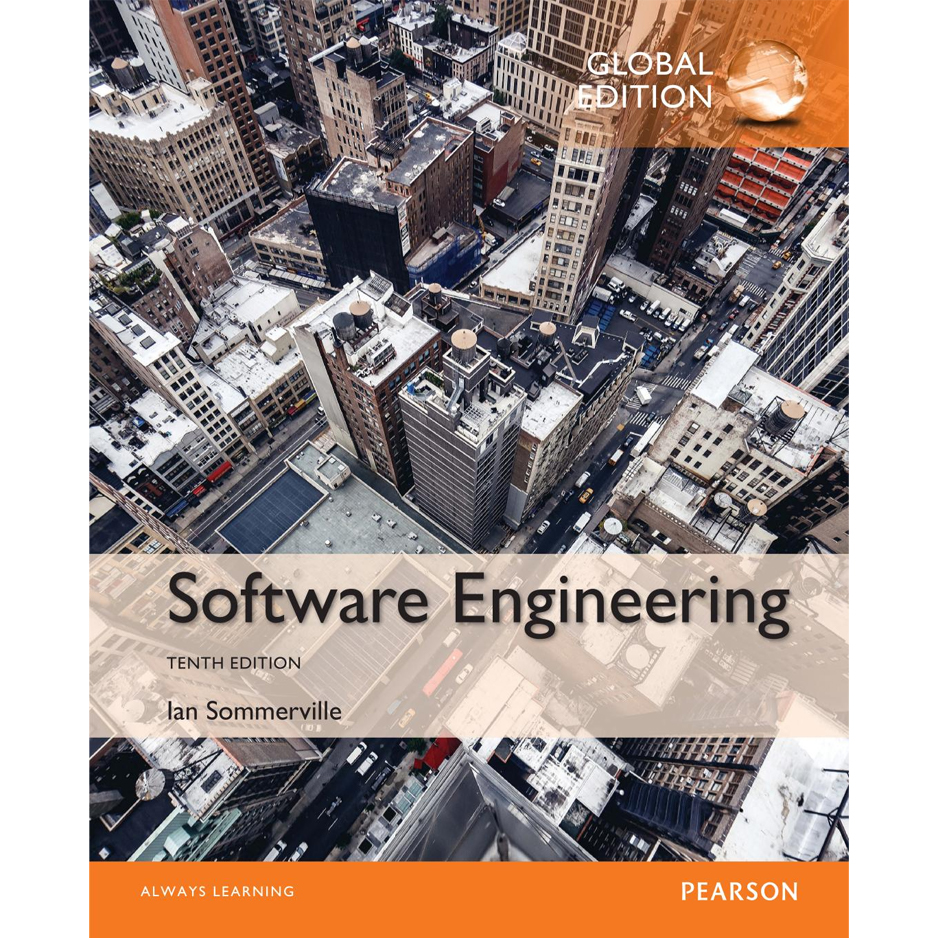 GLOBAL
EDITION
Software Engineering
TENTH EDITION
Ian Sommerville
ALWAYS LEARNING
PEARSON